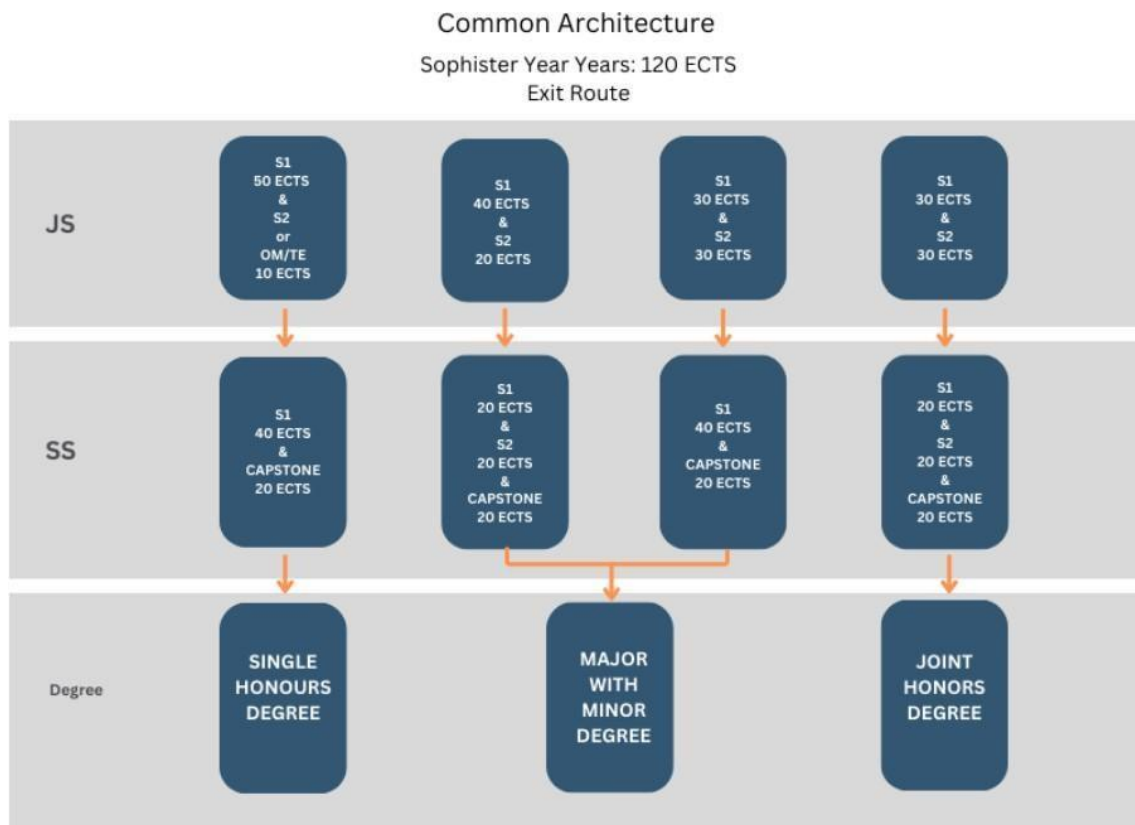 Common Architecture
Sophister Year Years: 120 ECTS
Exit Route
JS
S1
50 ECTS
&
S2
or
OM/TE
10 ECTS
S1
40 ECTS
&
S2
20 ECTS
S1
30 ECTS
&
S2
30 ECTS
S1
30 ECTS
&
S2
30 ECTS
SS
S1
40 ECTS
&
CAPSTONE
20 ECTS
S1
20 ECTS
&
S2
20 ECTS
&
CAPSTONE
20 ECTS
S1
40 ECTS
&
CAPSTONE
20 ECTS
S1
20 ECTS
&
S2
20 ECTS
&
CAPSTONE
20 ECTS
Degree
SINGLE
HONOURS
DEGREE
MAJOR
WITH
MINOR
DEGREE
JOINT
HONORS
DEGREE